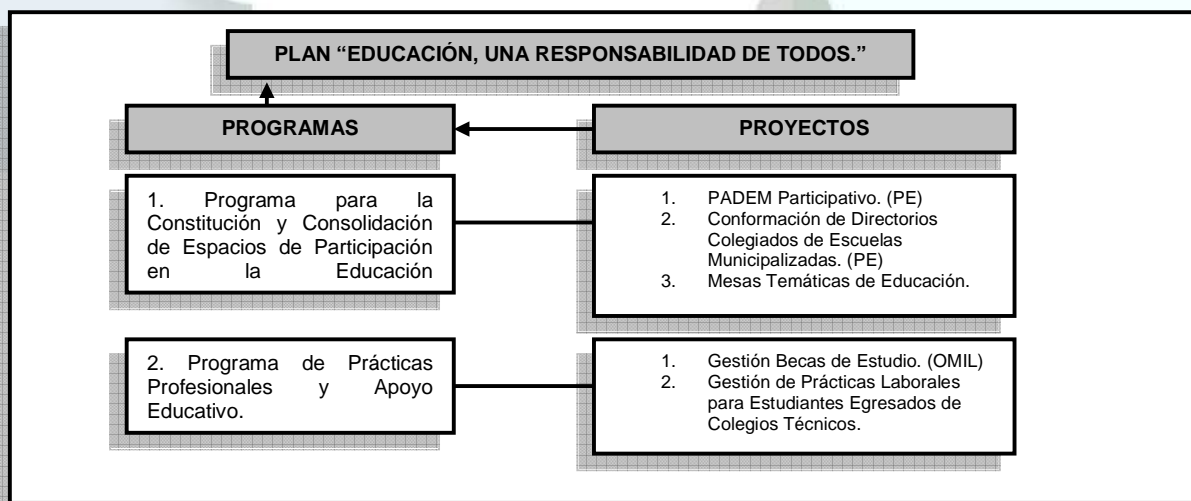 PLAN “EDUCACIÓN, UNA RESPONSABILIDAD DE TODOS.”
PROGRAMAS
PROYECTOS
1. Programa para la
Constitución y Consolidación
de Espacios de Participación
en la Educación
1. PADEM Participativo. (PE)
2. Conformación de Directorios
Colegiados de Escuelas
Municipalizadas. (PE)
3. Mesas Temáticas de Educación.
2. Programa de Prácticas
Profesionales y Apoyo
Educativo.
1. Gestión Becas de Estudio. (OMIL)
2. Gestión de Prácticas Laborales
para Estudiantes Egresados de
Colegios Técnicos.